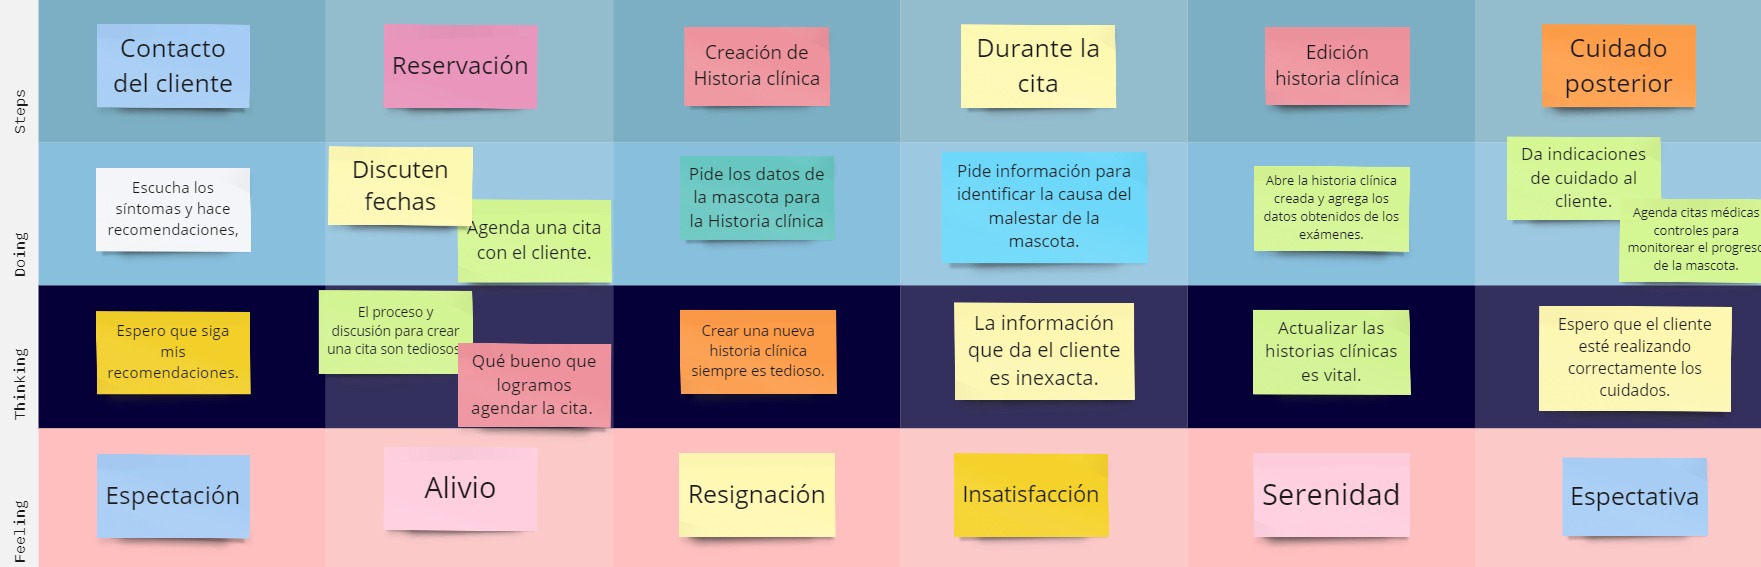 Steps
Contacto
del cliente
Reservación
Creación de
Historia clínica
Durante la
cita
Edición
historia clínica
Cuidado
posterior
Doing
Escucha los
síntomas y hace
recomendaciones,
Discuten
fechas
Agenda una cita
con el cliente.
Pide los datos de
la mascota para
la Historia clínica
Pide información para
identificar la causa del
malestar de la
mascota.
Abre la historia clínica
creada y agrega los
datos obtenidos de los
exámenes.
Da indicaciones
de cuidado al
cliente.
Agenda citas médicas
controles para
monitorear el progreso
de la mascota.
Thinking
Espero que siga
mis
recomendaciones.
El proceso y
discusión para crear
una cita son tediosos
Qué bueno que
logramos
agendar la cita.
Crear una nueva
historia clínica
siempre es tedioso.
La información
que da el cliente
es inexacta.
Actualizar las
historias clínicas
es vital.
Espero que el cliente
esté realizando
correctamente los
cuidados.
Feeling
Espectación
Alivio
Resignación
Insatisfacción
Serenidad
Espectativa